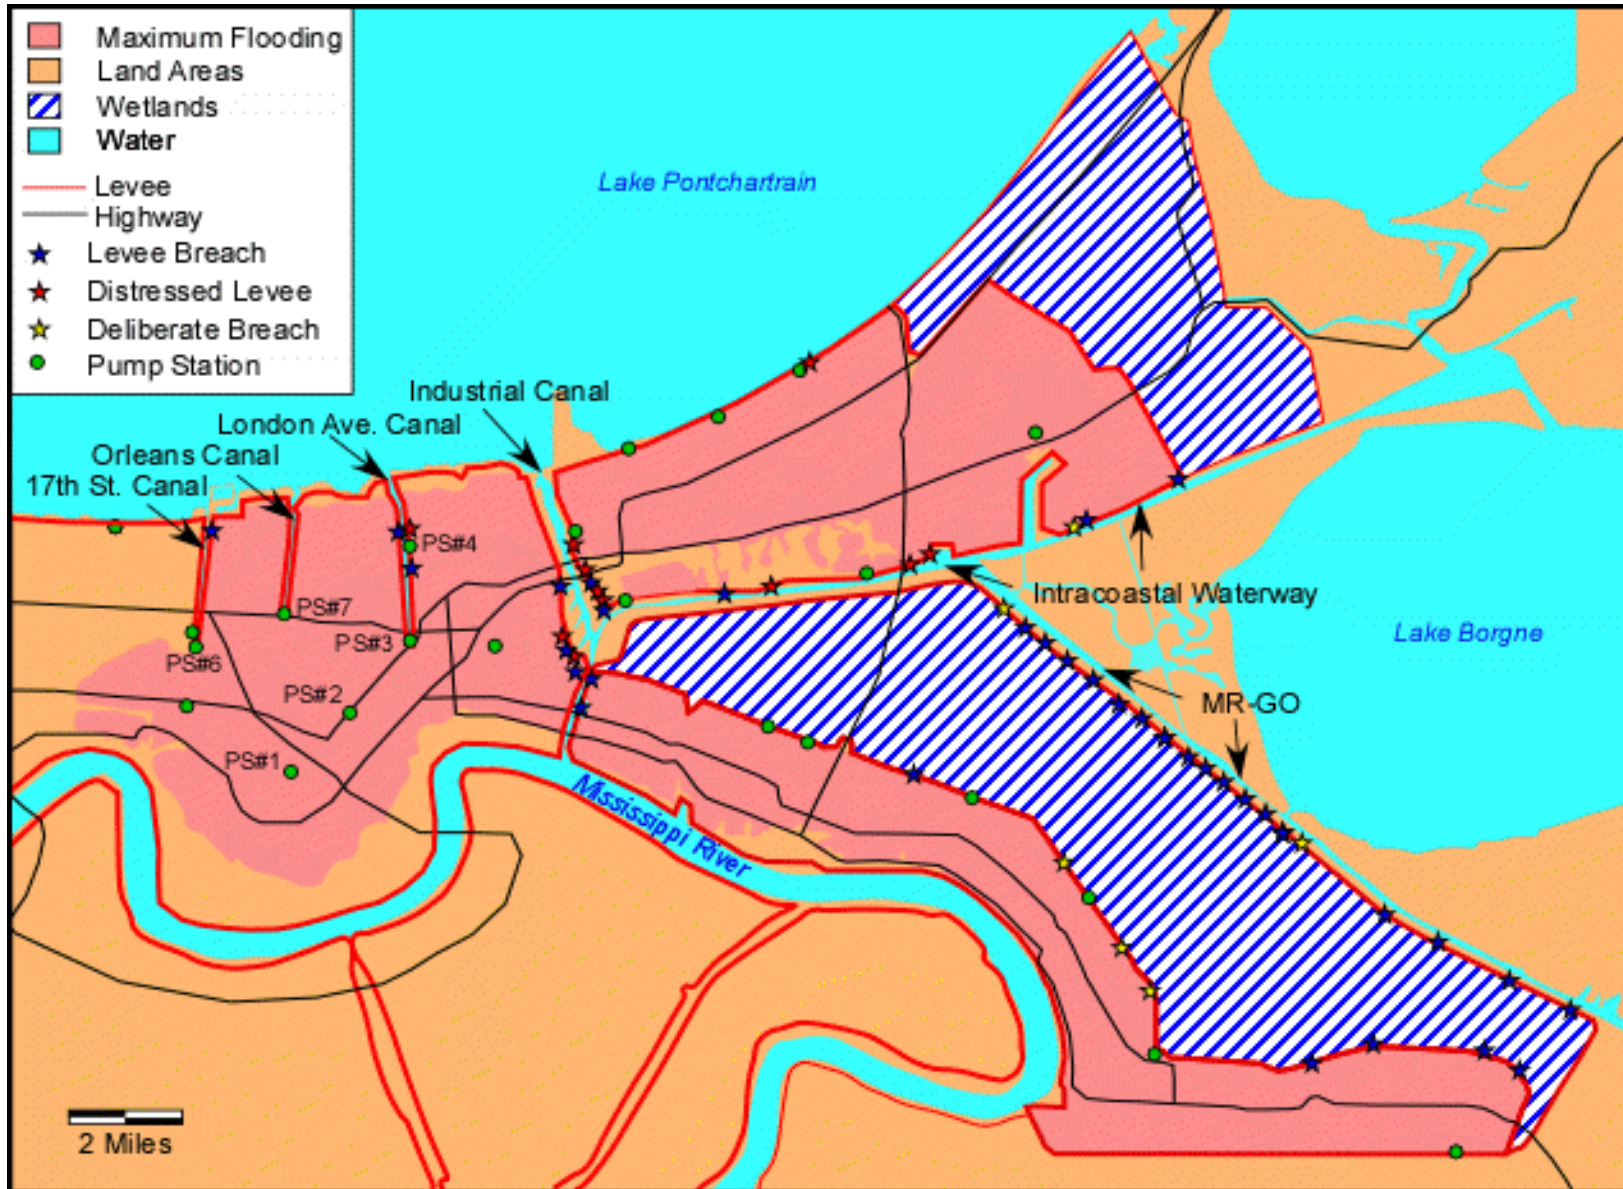 Maximum Flooding
Land Areas
Wetlands
Water
Levee
Highway
Levee Breach
Distressed Levee
Deliberate Breach
Pump Station
Lake Pontchartrain
Industrial Canal
London Ave. Canal
Orleans Canal
17th St. Canal
PS#4
Intracoastal Waterway
PS#7
PS#3
Lake Borgne
PS#6
PS#2
MR-GO
PS#1
Mississippi River
2 Miles